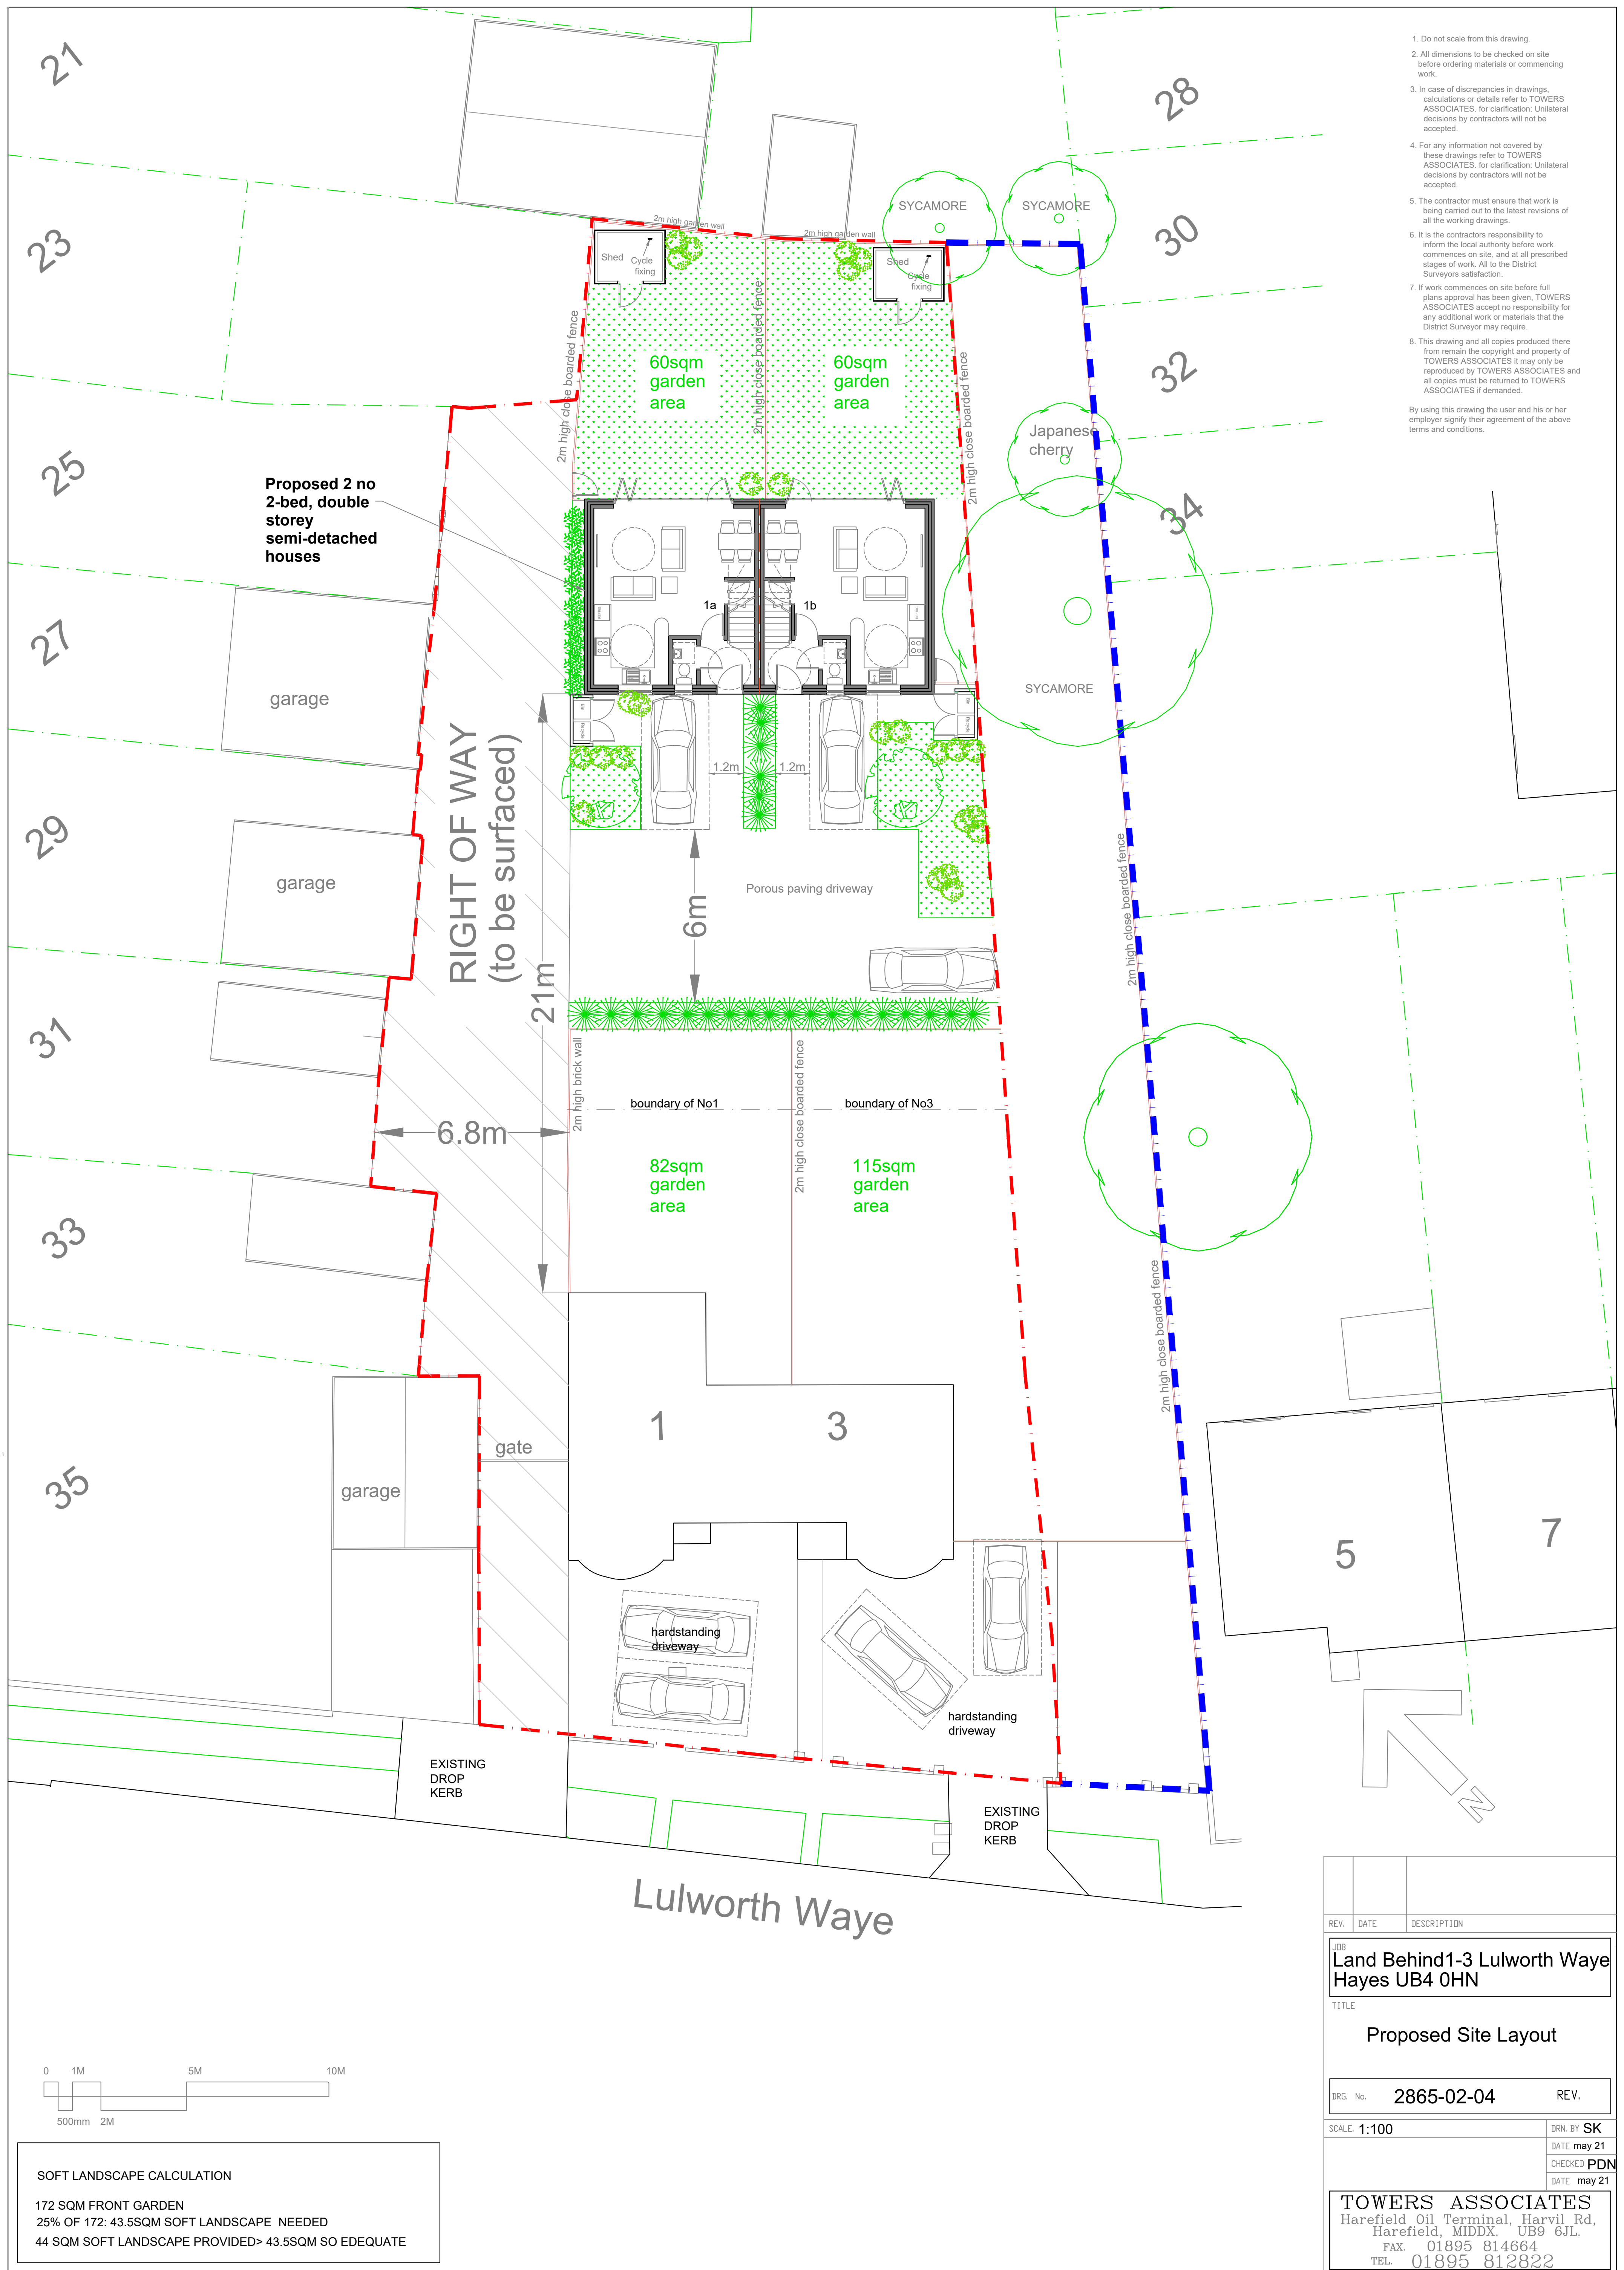 21
23
25
27
29
31
33
35
28
30
32
34
1. Do not scale from this drawing.
2. All dimensions to be checked on site
before ordering materials or commencing
work.
3. In case of discrepancies in drawings,
calculations or details refer to TOWERS
ASSOCIATES. for clarification: Unilateral
decisions by contractors will not be
accepted.
4. For any information not covered by
these drawings refer to TOWERS
ASSOCIATES. for clarification: Unilateral
decisions by contractors will not be
accepted.
5. The contractor must ensure that work is
being carried out to the latest revisions of
all the working drawings.
6. It is the contractors responsibility to
inform the local authority before work
commences on site, and at all prescribed
stages of work. All to the District
Surveyors satisfaction.
7. If work commences on site before full
plans approval has been given, TOWERS
ASSOCIATES accept no responsibility for
any additional work or materials that the
District Surveyor may require.
8. This drawing and all copies produced there
from remain the copyright and property of
TOWERS ASSOCIATES it may only be
reproduced by TOWERS ASSOCIATES and
all copies must be returned to TOWERS
ASSOCIATES if demanded.
By using this drawing the user and his or her
employer signify their agreement of the above
terms and conditions.
SYCAMORE
SYCAMORE
2m high garden wall
2m high garden wall
Shed
Cycle
fixing
Shed
Cycle
fixing
2m high close boarded fence
2m high close boarded fence
2m high close boarded fence
60sqm
garden
area
60sqm
garden
area
Japanese
cherry
Proposed 2 no
2-bed, double
storey
semi-detached
houses
1a
1b
SYCAMORE
garage
garage
RIGHT OF WAY
(to be surfaced)
1.2m
1.2m
21m
6m
Porous paving driveway
2m high close boarded fence
2m high brick wall
2m high close boarded fence
boundary of No1
boundary of No3
6.8m
82sqm
garden
area
115sqm
garden
area
2m high close boarded fence
1
3
gate
garage
5
7
hardstanding
driveway
hardstanding
driveway
N
EXISTING
DROP
KERB
EXISTING
DROP
KERB
Lulworth Waye
0 1M 5M 10M
500mm 2M
SOFT LANDSCAPE CALCULATION
172 SQM FRONT GARDEN
25% OF 172: 43.5SQM SOFT LANDSCAPE NEEDED
44 SQM SOFT LANDSCAPE PROVIDED> 43.5SQM SO EDEQUATE
REV. DATE DESCRIPTION
JOB
Land Behind1-3 Lulworth Waye
Hayes UB4 0HN
TITLE
Proposed Site Layout
DRG. No. 2865-02-04 REV.
SCALE. 1:100
DRN. BY SK
DATE may 21
CHECKED PDN
DATE may 21
TOWERS ASSOCIATES
Harefield Oil Terminal, Harvil Rd,
Harefield, MIDDX. UB9 6JL.
FAX. 01895 814664
TEL. 01895 812822